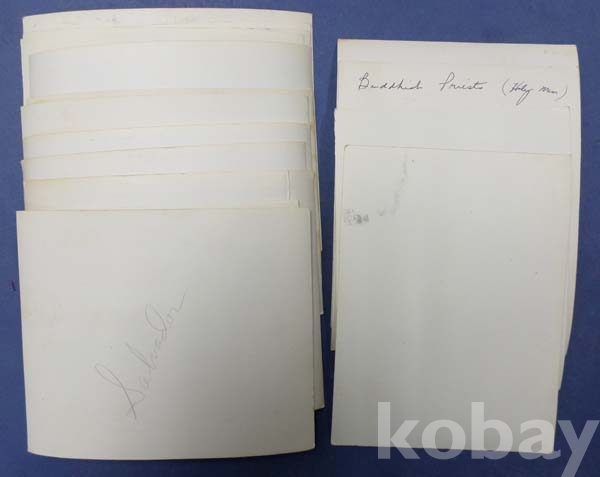 Buddhist Priests (Holy Men)
Salvador
kobay